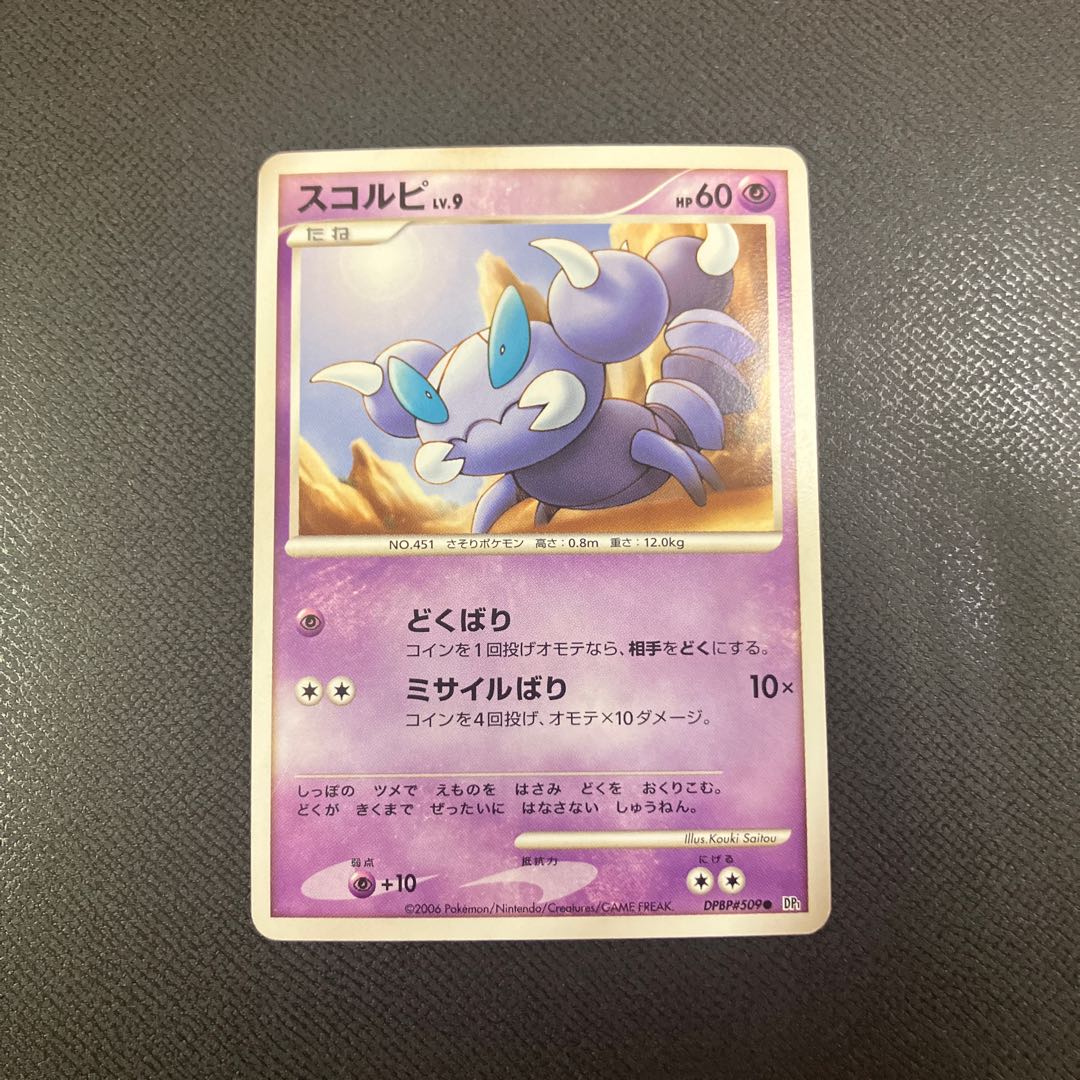 スコルピ LV.9
HP 60
たね
NO.451 さそりポケモン 高さ:0.8m 重さ:12.0kg
どくばり
コインを1回投げオモテなら、相手をどくにする。
ミサイルばり 10×
コインを4回投げ、オモテ×10ダメージ。
しっぽの ツメで えものを はさみ どくを おくりこむ。
どくが きくまで ぜったいに はなさない しゅうねん。
Illus.Kouki Saitou
弱点 抵抗力 にげる
+10
©2006 Pokémon/Nintendo/Creatures/GAME FREAK. DPBP#509● DP1